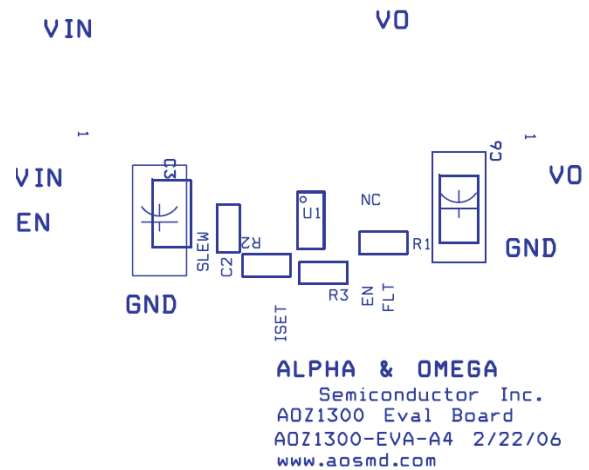 VIN
VO
1
1
C3
C6
VIN
VO
EN
NC
U1
R2
R1
SLEW
C2
GND
R3
EN
FLT
GND
ISET
ALPHA & OMEGA
Semiconductor Inc.
AOZ1300 Eval Board
AOZ1300-EVA-A4 2/22/06
www.aosmd.com